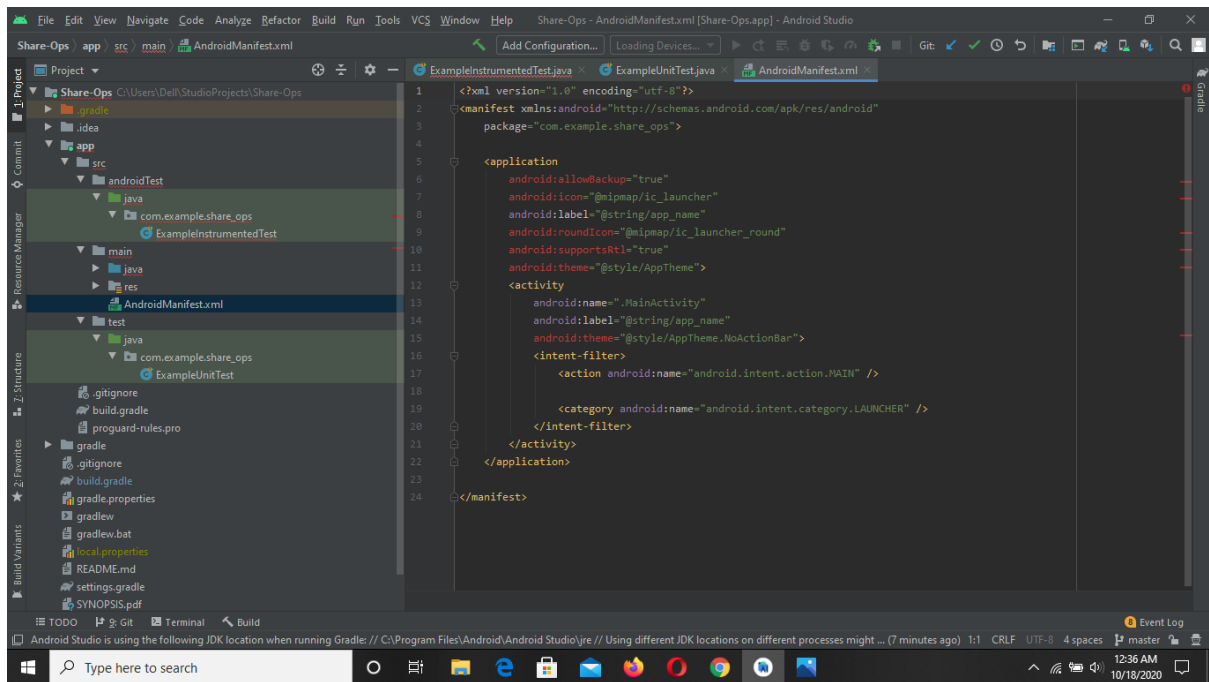 File Edit View Navigate Code Analyze Refactor Build Run Tools VCS Window Help Share-Ops - AndroidManifest.xml [Share-Ops.app] - Android Studio
Share-Ops app src main AndroidManifest.xml Add Configuration... Loading Devices... Git:
1: Project
Commit
Resource Manager
7: Structure
2: Favorites
Build Variants
Project
Share-Ops C:\Users\Dell\StudioProjects\Share-Ops
.gradle
.idea
app
src
androidTest
java
com.example.share_ops
ExampleInstrumentedTest
main
java
res
AndroidManifest.xml
test
java
com.example.share_ops
ExampleUnitTest
.gitignore
build.gradle
proguard-rules.pro
gradle
.gitignore
build.gradle
gradle.properties
gradlew
gradlew.bat
local.properties
README.md
settings.gradle
SYNOPSIS.pdf
ExampleInstrumentedTest.java ExampleUnitTest.java AndroidManifest.xml
1 <?xml version="1.0" encoding="utf-8"?>
2 <manifest xmlns:android="http://schemas.android.com/apk/res/android"
3 package="com.example.share_ops">
4
5 <application
6 android:allowBackup="true"
7 android:icon="@mipmap/ic_launcher"
8 android:label="@string/app_name"
9 android:roundIcon="@mipmap/ic_launcher_round"
10 android:supportsRtl="true"
11 android:theme="@style/AppTheme">
12 <activity
13 android:name=".MainActivity"
14 android:label="@string/app_name"
15 android:theme="@style/AppTheme.NoActionBar">
16 <intent-filter>
17 <action android:name="android.intent.action.MAIN" />
18
19 <category android:name="android.intent.category.LAUNCHER" />
20 </intent-filter>
21 </activity>
22 </application>
23
24 </manifest>
Gradle
TODO 9: Git Terminal Build 8 Event Log
Android Studio is using the following JDK location when running Gradle: // C:\Program Files\Android\Android Studio\jre // Using different JDK locations on different processes might ... (7 minutes ago) 1:1 CRLF UTF-8 4 spaces master
Type here to search
12:36 AM
10/18/2020